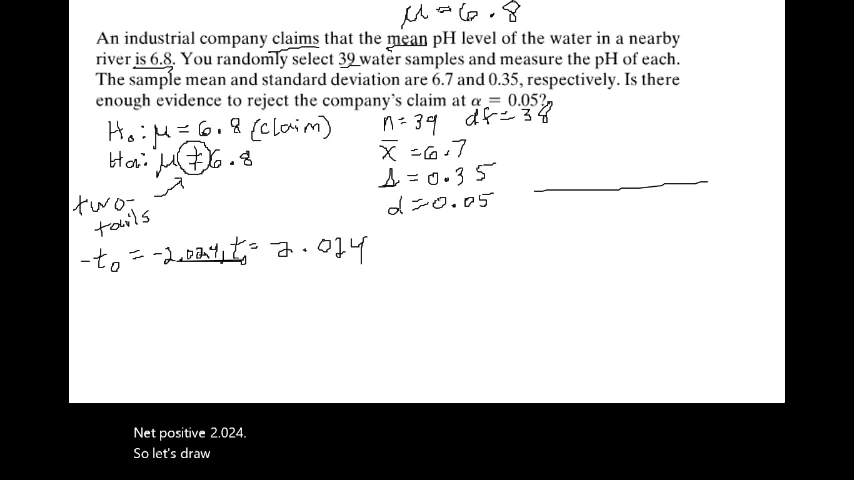 μ = 6.8
An industrial company claims that the mean pH level of the water in a nearby
river is 6.8. You randomly select 39 water samples and measure the pH of each.
The sample mean and standard deviation are 6.7 and 0.35, respectively. Is there
enough evidence to reject the company's claim at α = 0.05?
H₀: μ = 6.8 (claim)
Ha: μ ≠ 6.8
two-
tails
-t₀ = -2.024, t₀ = 2.024
n = 39 df = 38
x̄ = 6.7
s = 0.35
α = 0.05
Net positive 2.024.
So let's draw